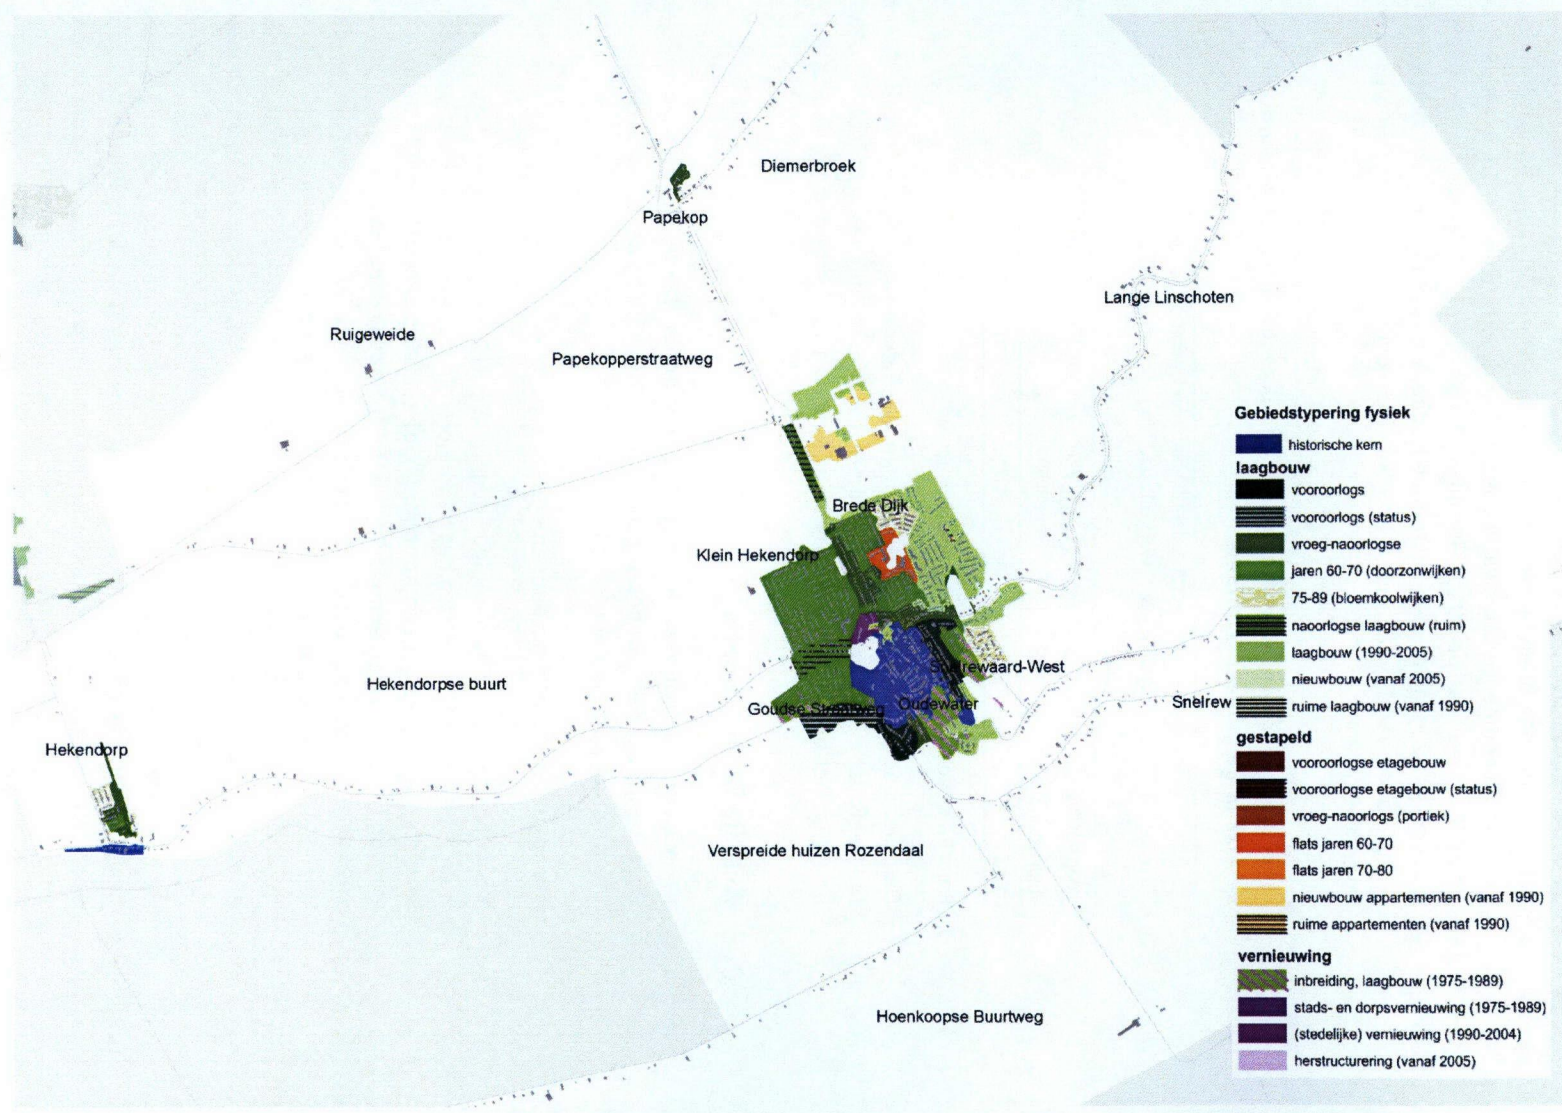 Diemerbroek
Papekop
Lange Linschoten
Ruigeweide
Papekopperstraatweg
Gebiedstypering fysiek
historische kern
laagbouw
vooroorlogs
vooroorlogs (status)
vroeg-naoorlogse
jaren 60-70 (doorzonwijken)
75-89 (bloemkoolwijken)
naoorlogse laagbouw (ruim)
laagbouw (1990-2005)
nieuwbouw (vanaf 2005)
ruime laagbouw (vanaf 1990)
gestapeld
vooroorlogse etagebouw
vooroorlogse etagebouw (status)
vroeg-naoorlogs (portiek)
flats jaren 60-70
flats jaren 70-80
nieuwbouw appartementen (vanaf 1990)
ruime appartementen (vanaf 1990)
vernieuwing
inbreiding, laagbouw (1975-1989)
stads- en dorpsvernieuwing (1975-1989)
(stedelijke) vernieuwing (1990-2004)
herstructurering (vanaf 2005)
Brede Dijk
Klein Hekendorp
Snelrewaard-West
Hekendorpse buurt
Goudse Straatweg
Oudewater
Snelrew
Hekendorp
Verspreide huizen Rozendaal
Hoenkoopse Buurtweg